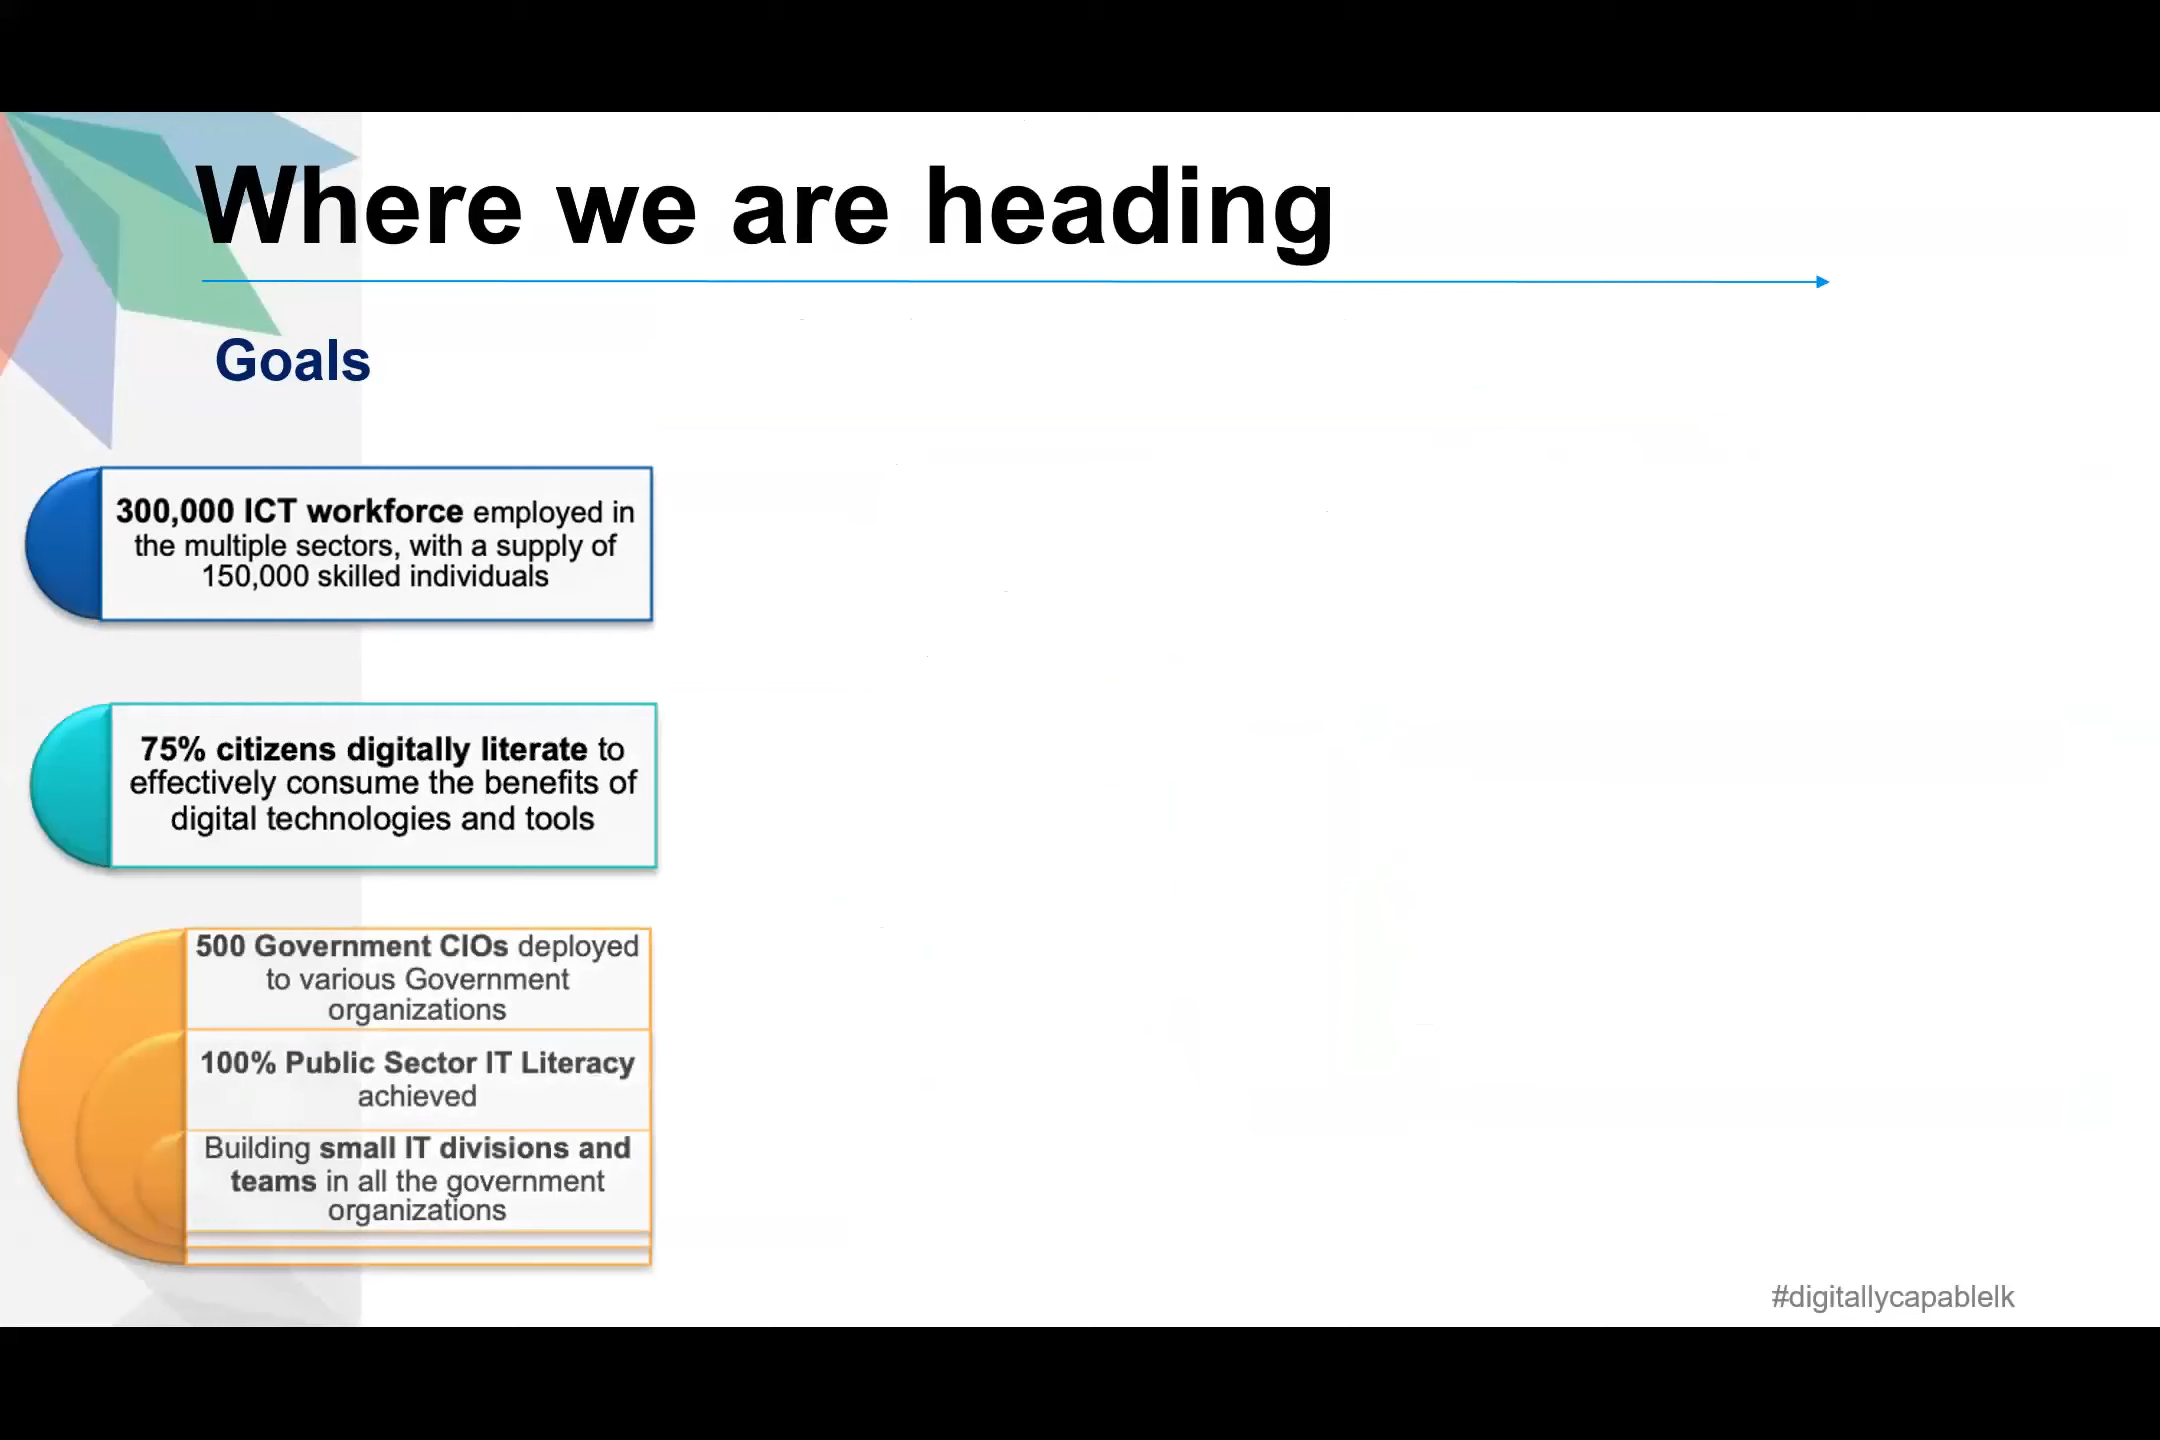 Where we are heading
Goals
300,000 ICT workforce employed in
the multiple sectors, with a supply of
150,000 skilled individuals
75% citizens digitally literate to
effectively consume the benefits of
digital technologies and tools
500 Government CIOs deployed
to various Government
organizations
100% Public Sector IT Literacy
achieved
Building small IT divisions and
teams in all the government
organizations
#digitallycapablelk